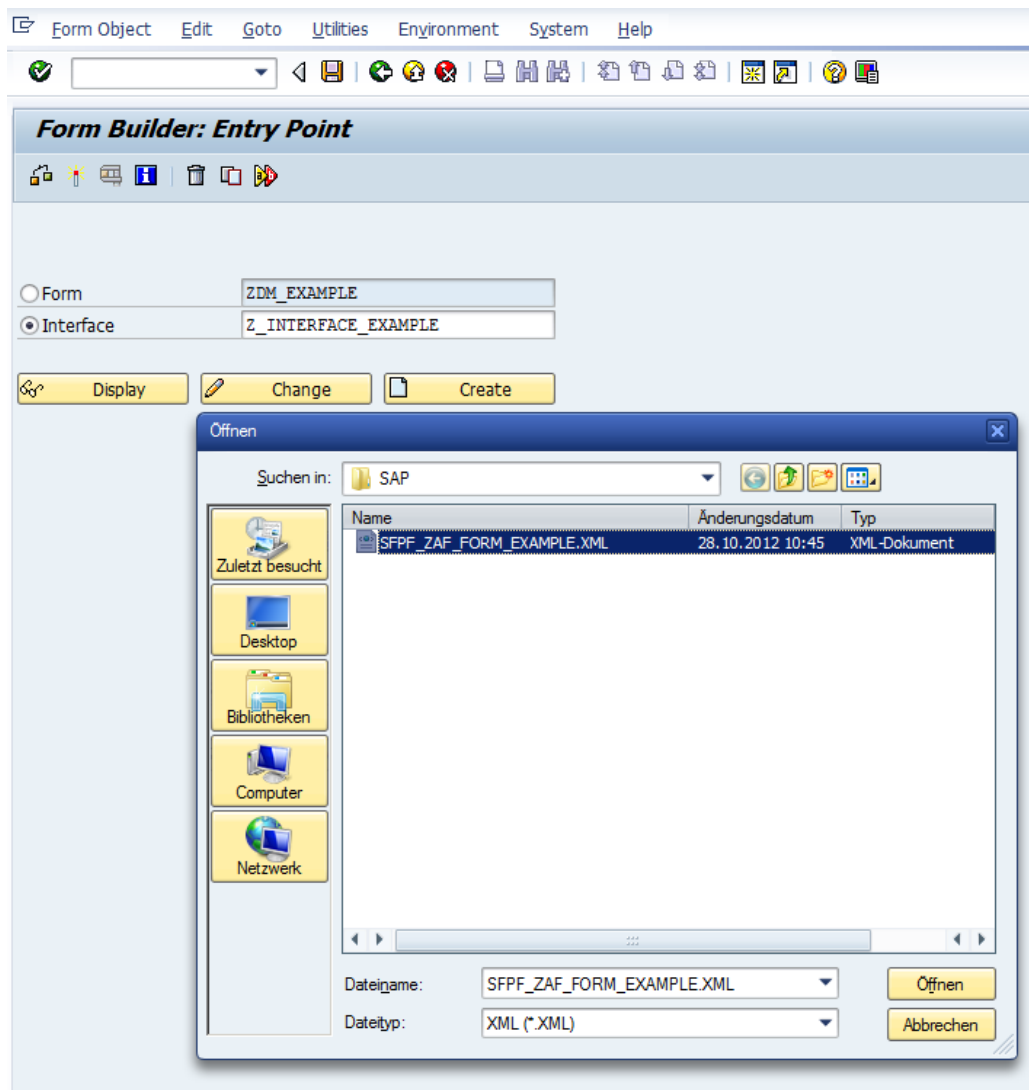 Form Object Edit Goto Utilities Environment System Help
Form Builder: Entry Point
Form ZDM_EXAMPLE
Interface Z_INTERFACE_EXAMPLE
Display Change Create
Öffnen
Suchen in: SAP
Name Änderungsdatum Typ
SFPF_ZAF_FORM_EXAMPLE.XML 28.10.2012 10:45 XML-Dokument
Zuletzt besucht
Desktop
Bibliotheken
Computer
Netzwerk
Dateiname: SFPF_ZAF_FORM_EXAMPLE.XML Öffnen
Dateityp: XML (*.XML) Abbrechen